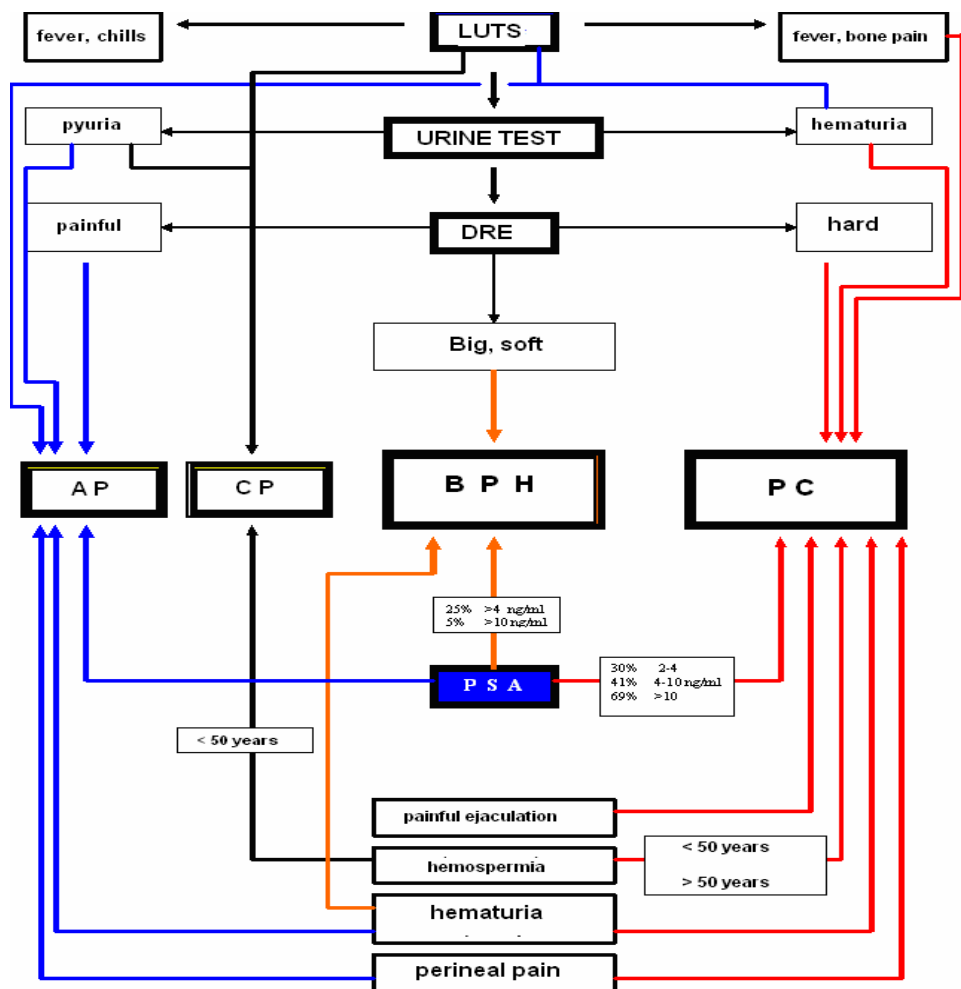 fever, chills
LUTS
fever, bone pain
pyuria
URINE TEST
hematuria
painful
DRE
hard
Big, soft
A P
C P
B P H
P C
25% >4 ng/ml
5% >10 ng/ml
P S A
30% 2-4
41% 4-10 ng/ml
69% >10
< 50 years
painful ejaculation
hemospermia
< 50 years
> 50 years
hematuria
perineal pain